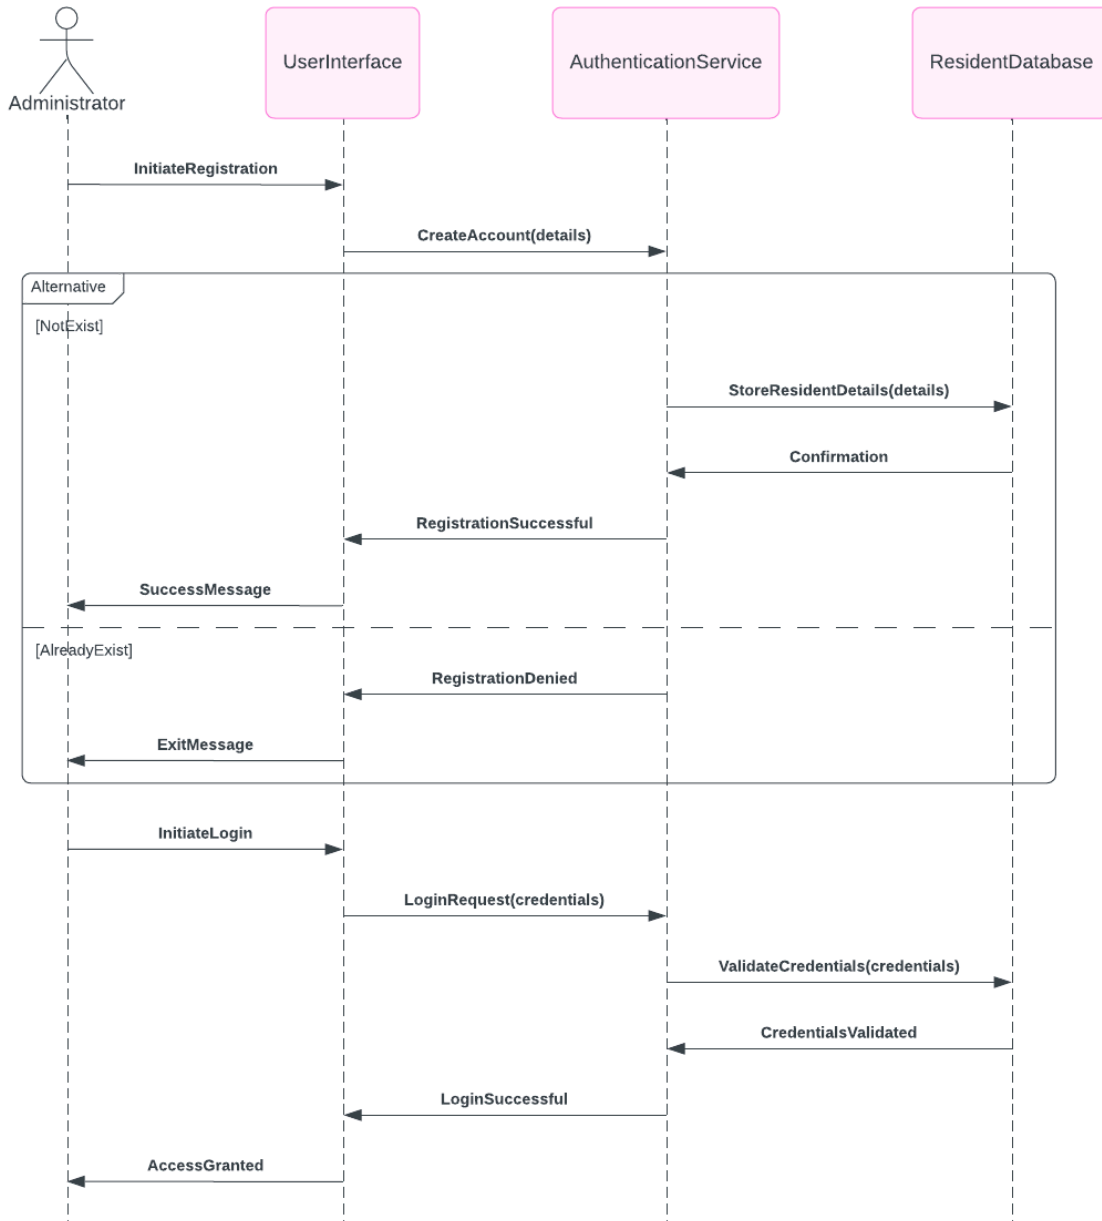 Administrator
UserInterface
AuthenticationService
ResidentDatabase
InitiateRegistration
CreateAccount(details)
Alternative
[NotExist]
StoreResidentDetails(details)
Confirmation
RegistrationSuccessful
SuccessMessage
[AlreadyExist]
RegistrationDenied
ExitMessage
InitiateLogin
LoginRequest(credentials)
ValidateCredentials(credentials)
CredentialsValidated
LoginSuccessful
AccessGranted